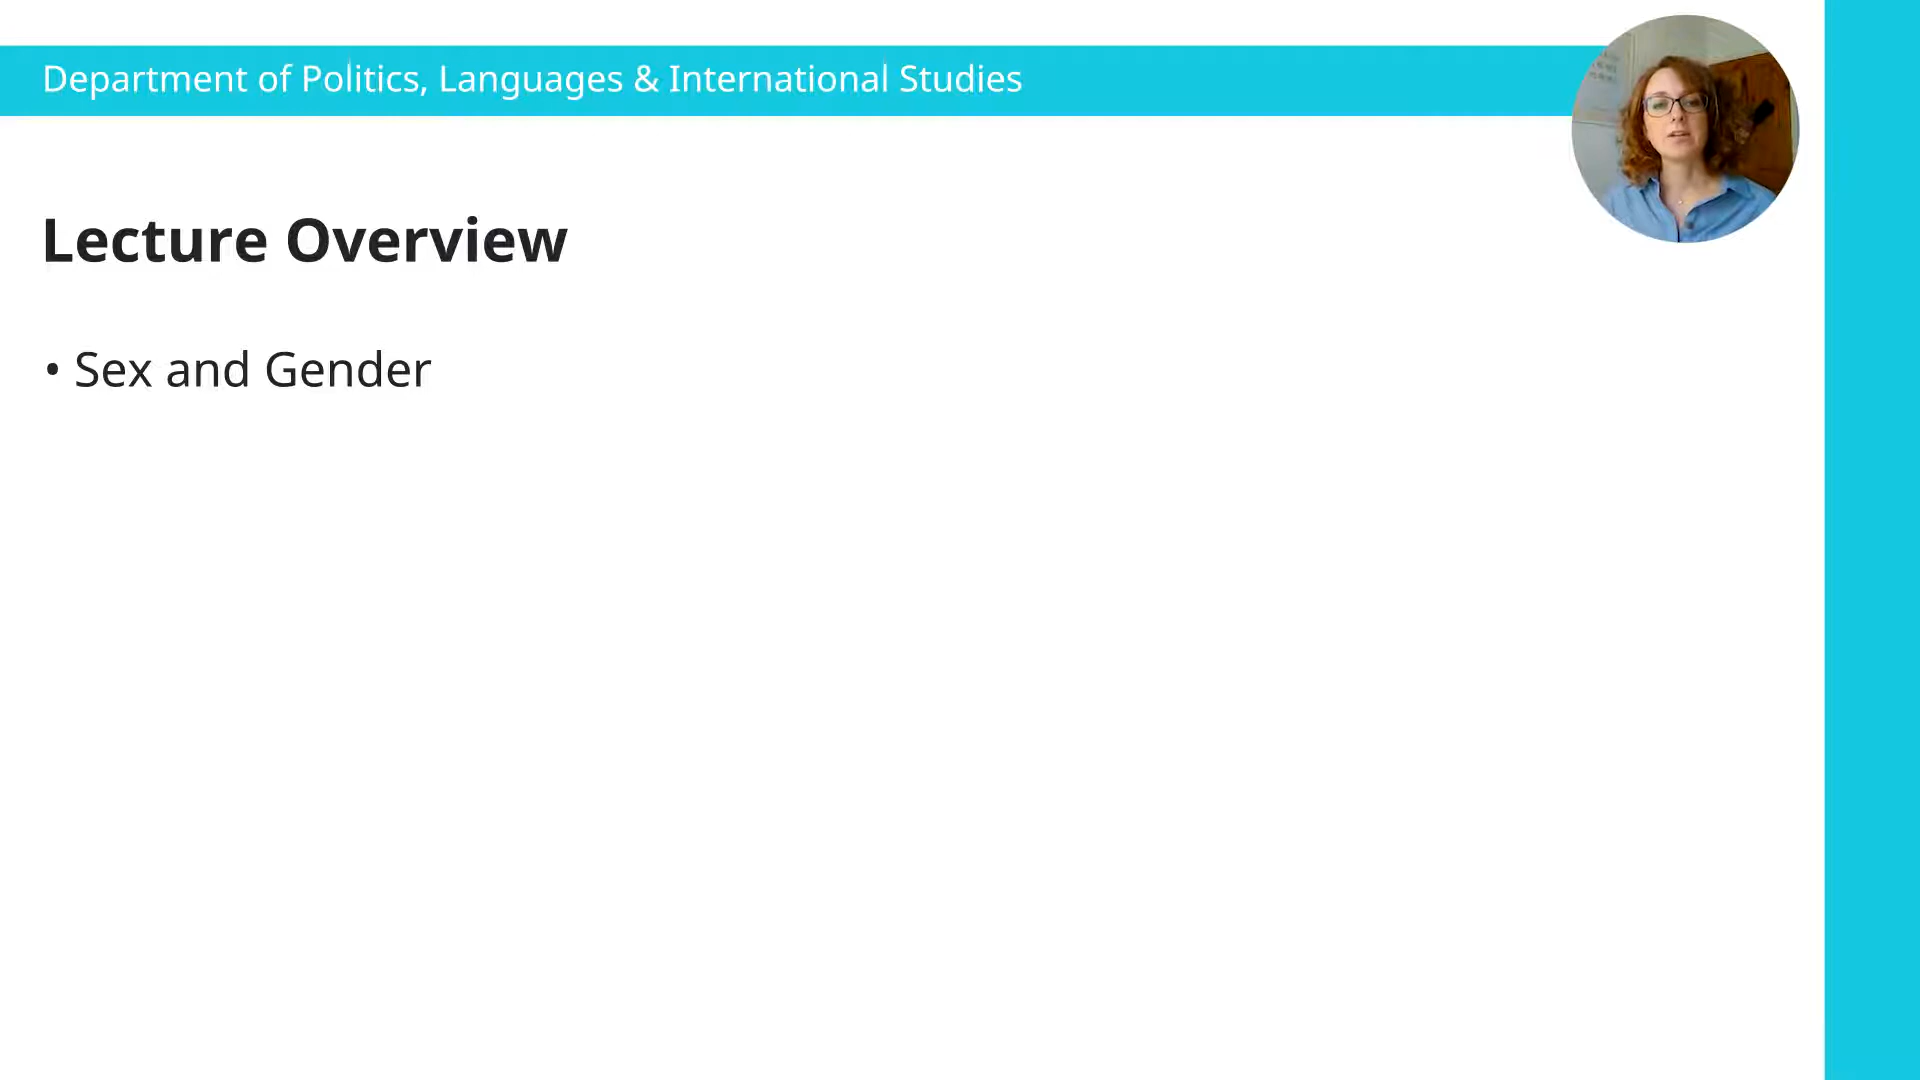 Department of Politics, Languages & International Studies
Lecture Overview
• Sex and Gender